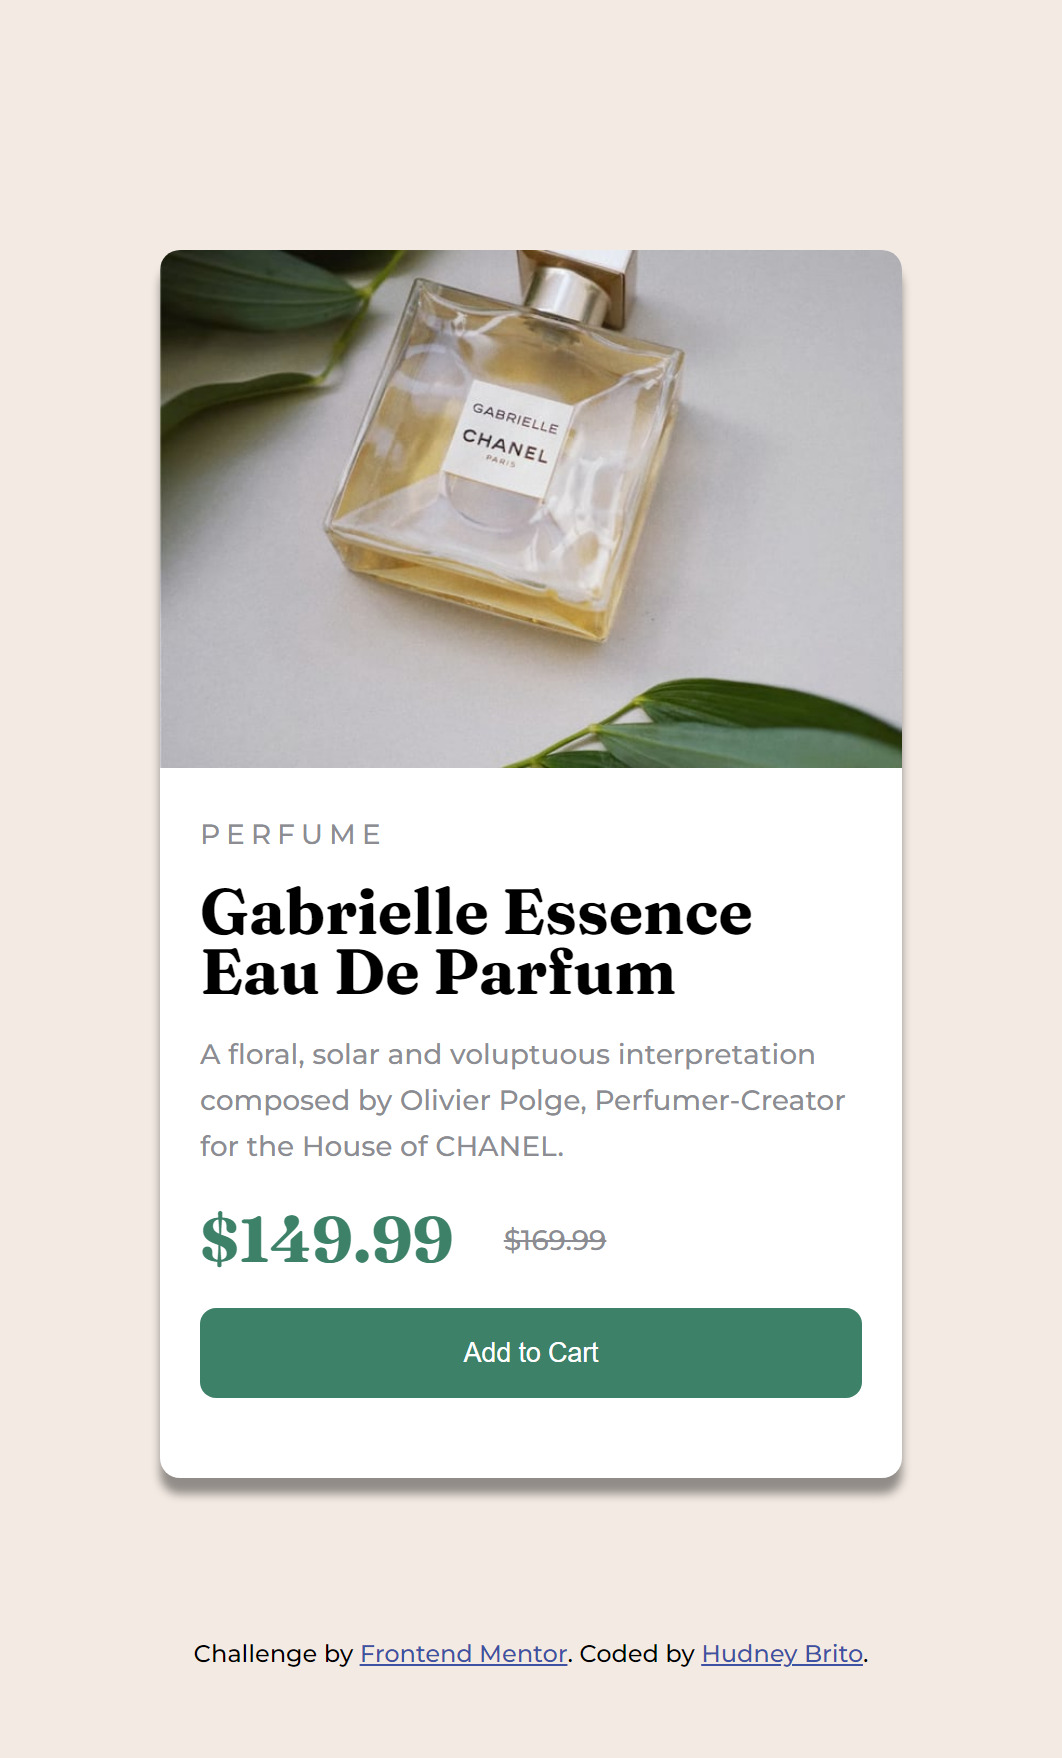 GABRIELLE
CHANEL
PARIS
PERFUME
Gabrielle Essence
Eau De Parfum
A floral, solar and voluptuous interpretation
composed by Olivier Polge, Perfumer-Creator
for the House of CHANEL.
$149.99 $169.99
Add to Cart
Challenge by Frontend Mentor. Coded by Hudney Brito.